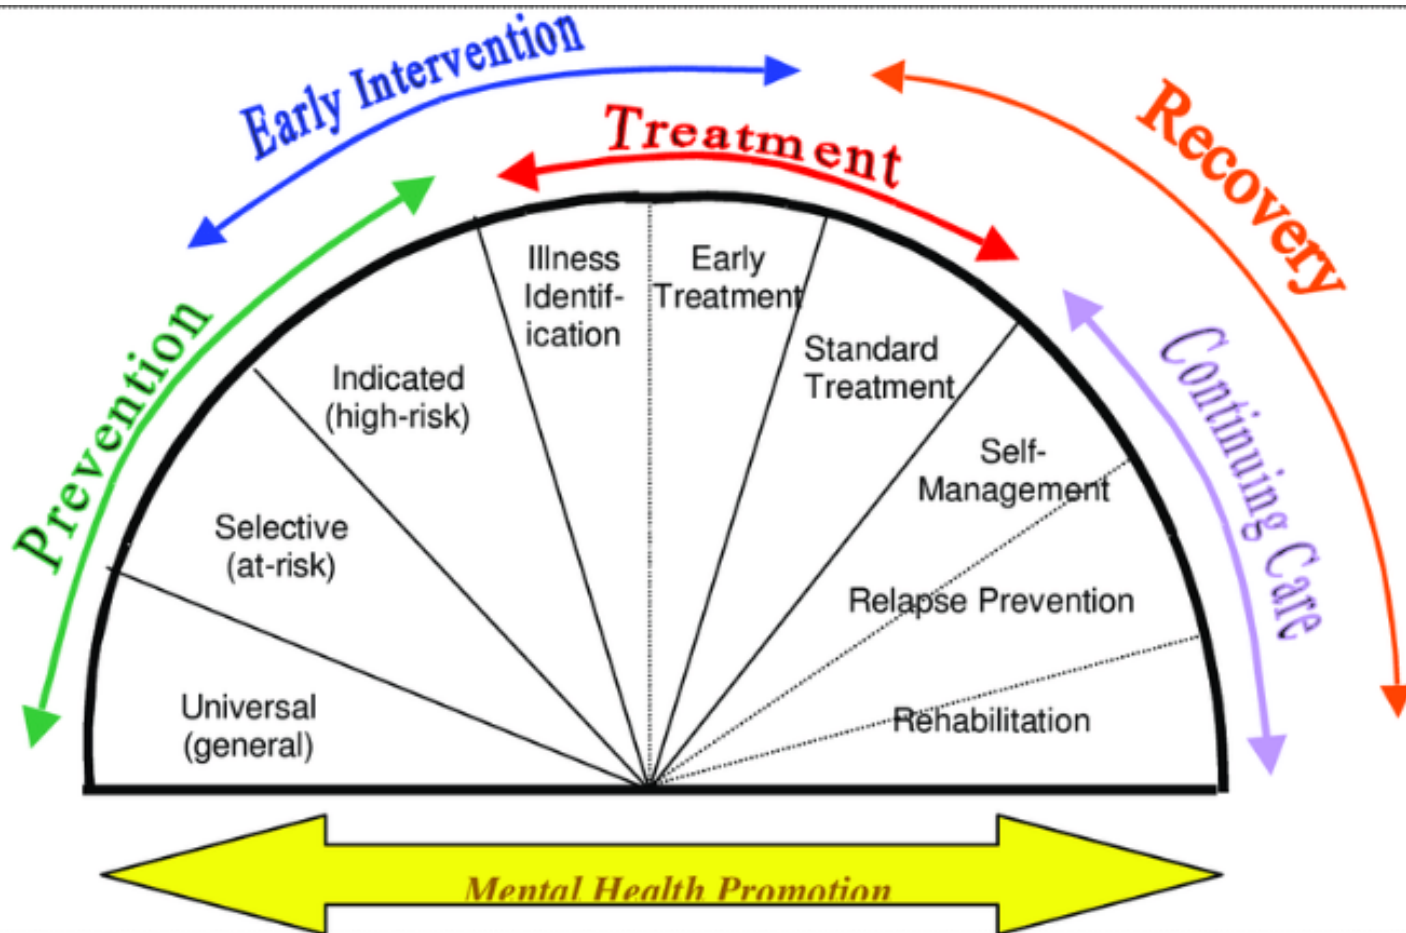 Early Intervention
Treatment
Recovery
Prevention
Continuing Care
Illness
Identif-
ication
Early
Treatment
Standard
Treatment
Indicated
(high-risk)
Self-
Management
Selective
(at-risk)
Relapse Prevention
Universal
(general)
Rehabilitation
Mental Health Promotion